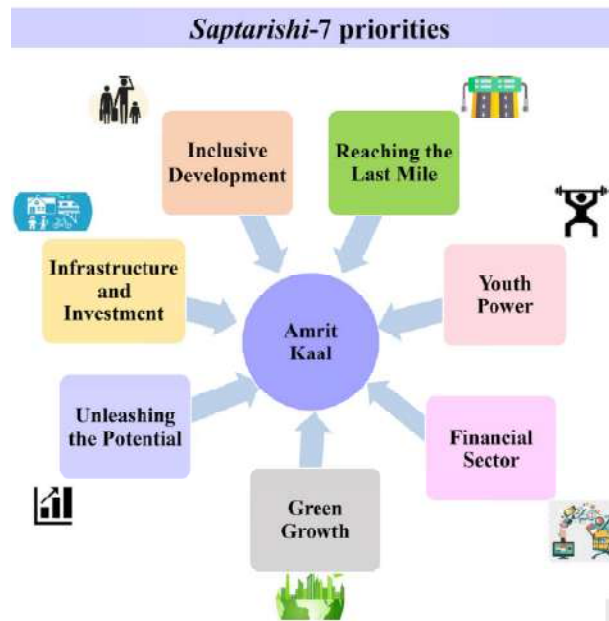 Saptarishi-7 priorities
Inclusive
Development
Reaching the
Last Mile
Infrastructure
and
Investment
Youth
Power
Amrit
Kaal
Unleashing
the Potential
Financial
Sector
Green
Growth